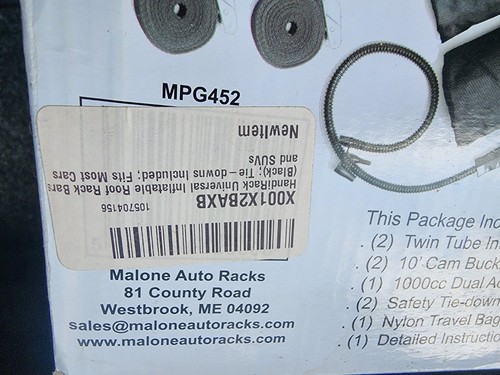 MPG452
NewItem
HandiRack Universal Inflatable Roof Rack Bars
(Black); Tie-downs Included; Fits Most Cars
and SUVs
X001X2BAXB
105704156
Malone Auto Racks
81 County Road
Westbrook, ME 04092
sales@maloneautoracks.com
www.maloneautoracks.com
This Package Inc
. (2) Twin Tube In
. (2) 10' Cam Buck
. (1) 1000cc Dual A
. (2) Safety Tie-down
. (1) Nylon Travel Bag
. (1) Detailed Instructio